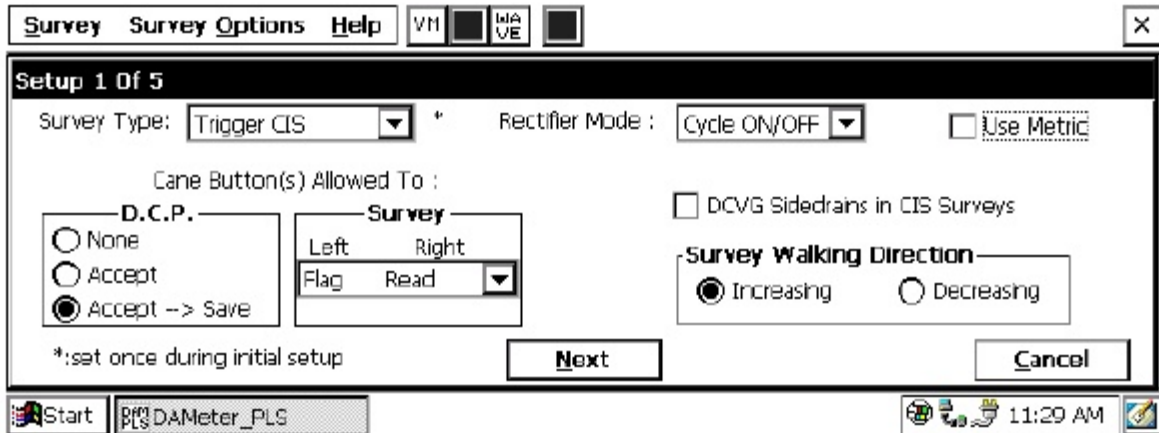 Survey Survey Options Help VM WAVE
Setup 1 Of 5
Survey Type: Trigger CIS * Rectifier Mode : Cycle ON/OFF Use Metric
Cane Button(s) Allowed To :
D.C.P. Survey
None
Accept
Accept --> Save
Left Right
Flag Read
DCVG Sidedrains in CIS Surveys
Survey Walking Direction
Increasing Decreasing
*:set once during initial setup
Next Cancel
Start DAMeter_PLS 11:29 AM